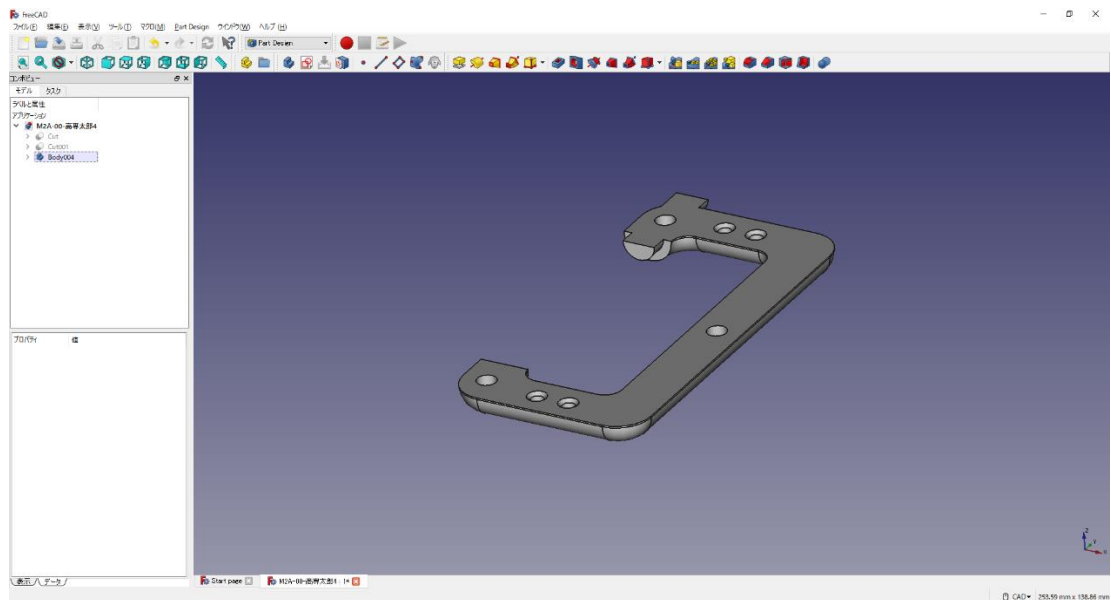 FreeCAD
ファイル(F) 編集(E) 表示(V) ツール(T) マクロ(M) Part Design ウインドウ(W) ヘルプ(H)
Part Design
コンボビュー
モデル タスク
ラベルと属性
アプリケーション
M2A-00-高専太郎4
Cut
Cut001
Body004
プロパティ 値
Z
Y
X
表示 データ
Start page M2A-00-高専太郎4 : 1*
CAD 253.59 mm x 138.86 mm